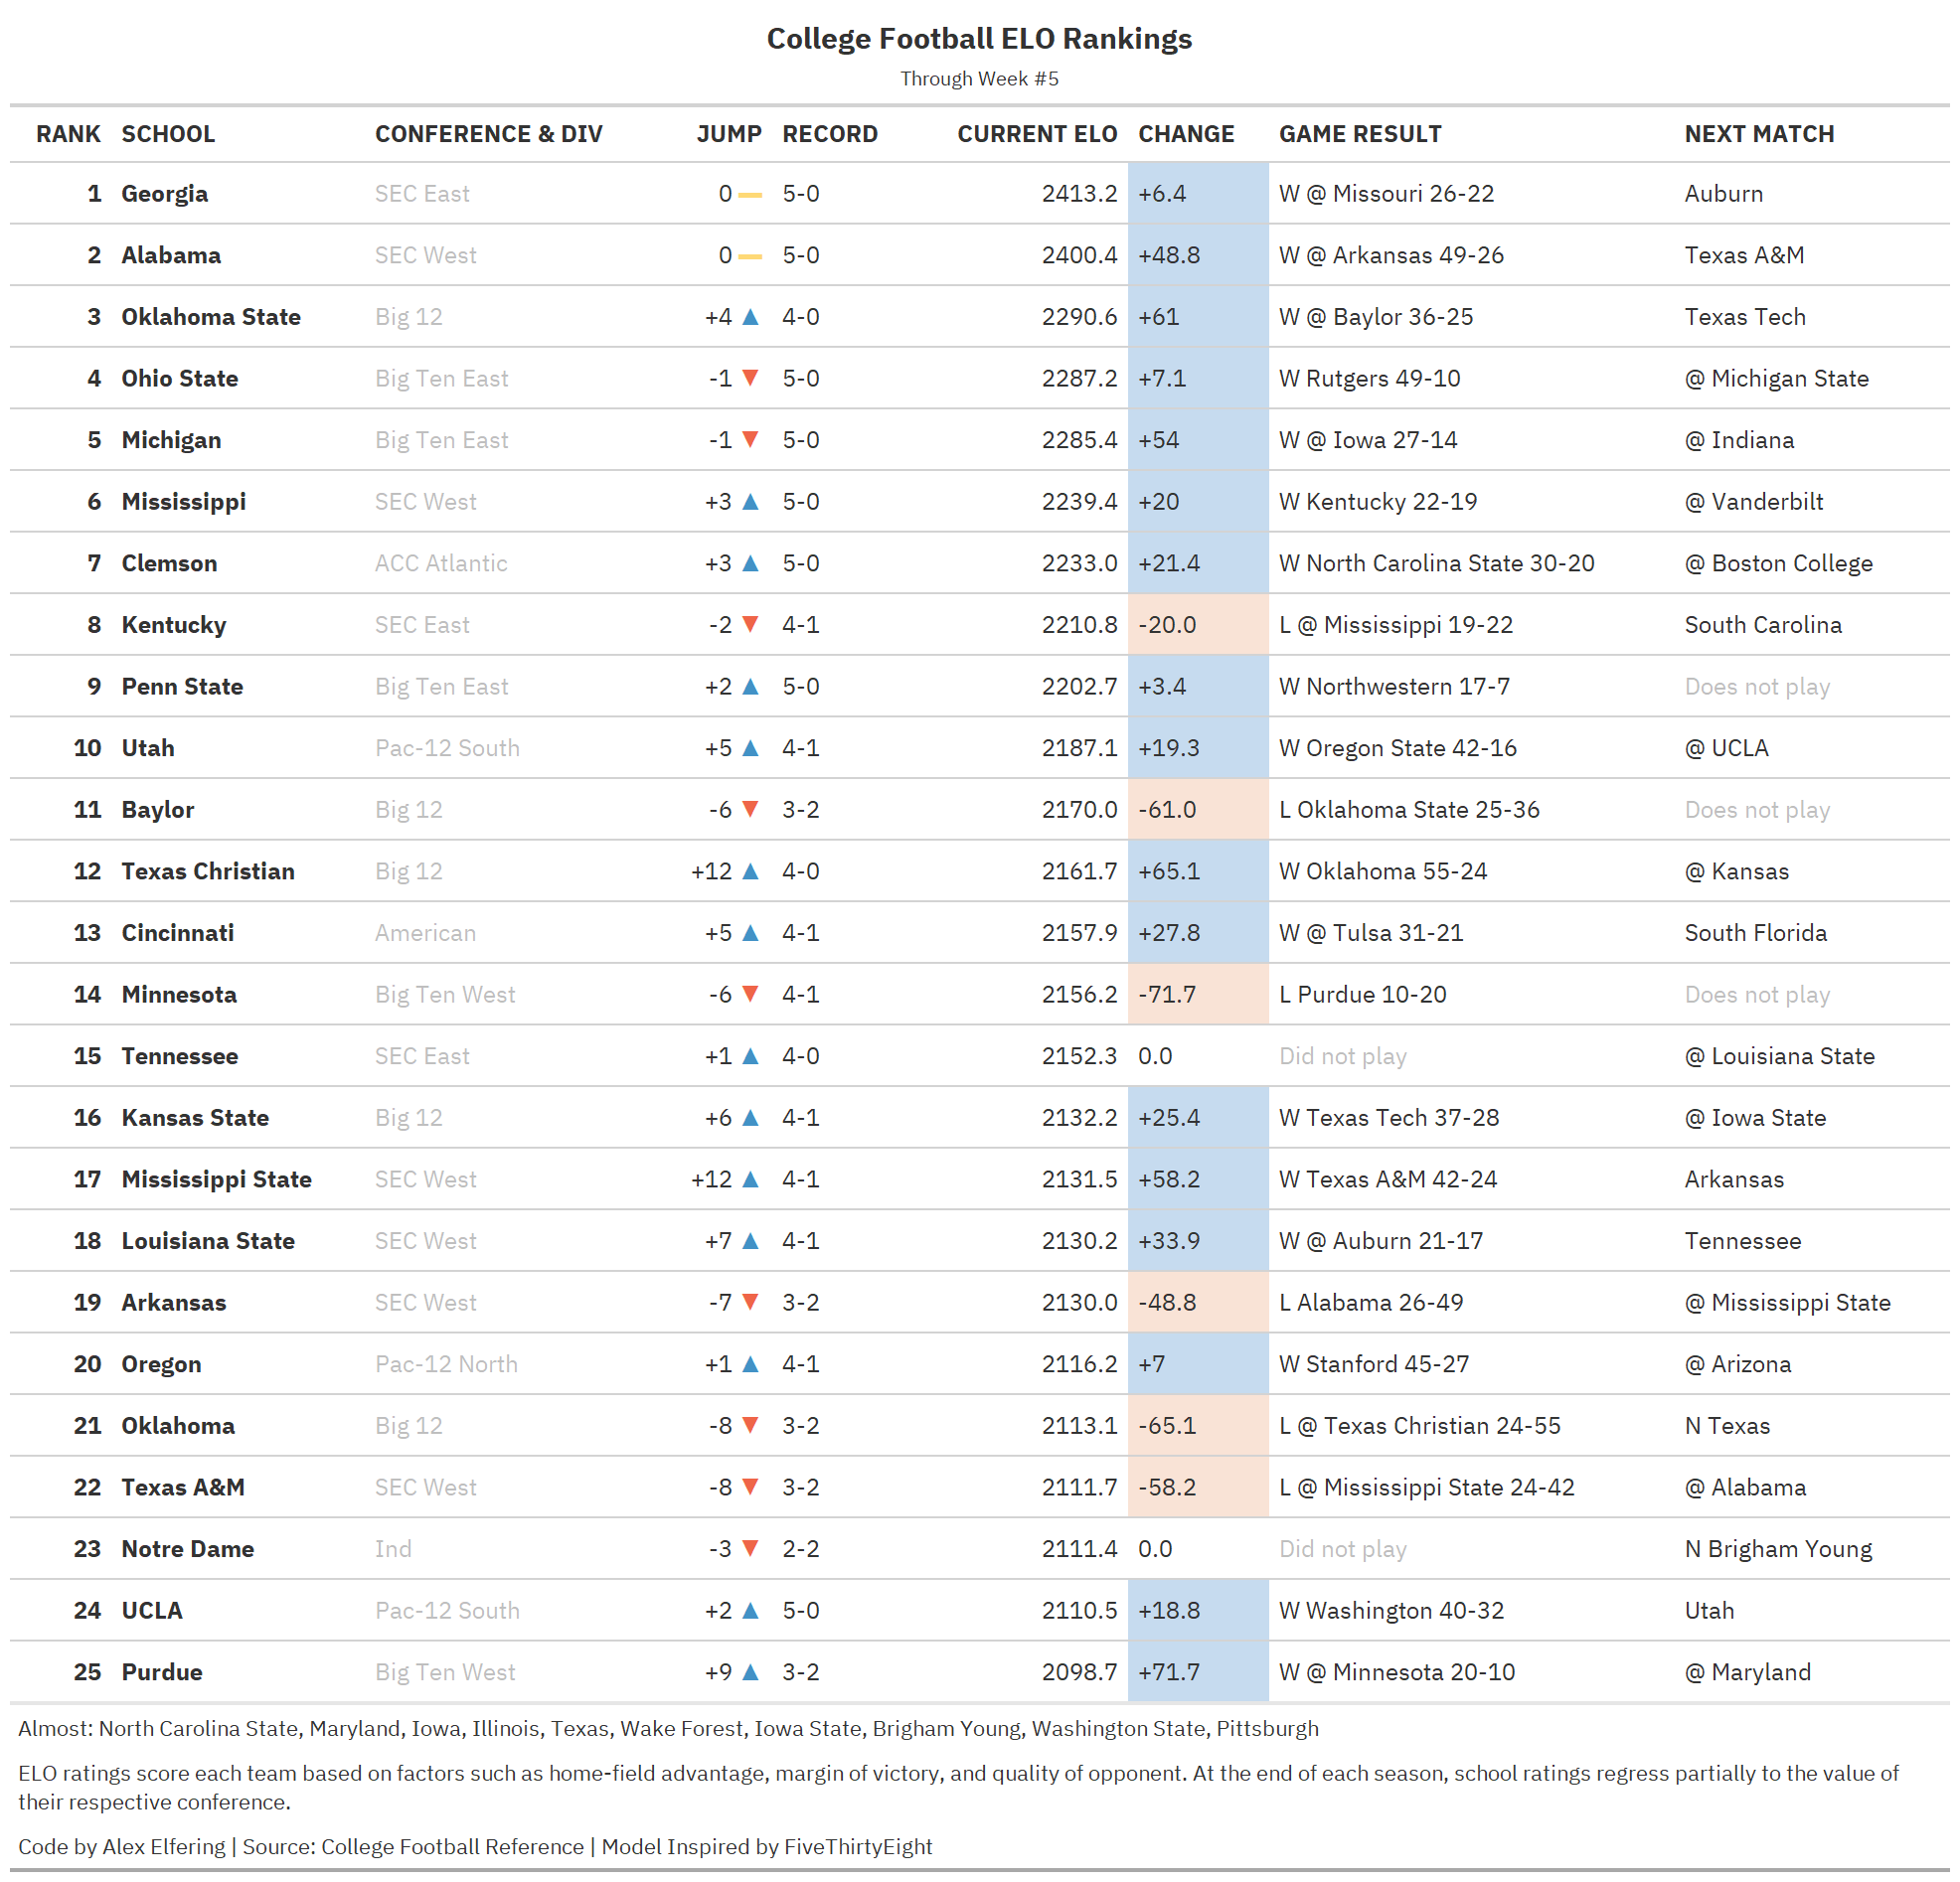 College Football ELO Rankings
Through Week #5
RANK SCHOOL CONFERENCE & DIV JUMP RECORD CURRENT ELO CHANGE GAME RESULT NEXT MATCH
1 Georgia SEC East 0 5-0 2413.2 +6.4 W @ Missouri 26-22 Auburn
2 Alabama SEC West 0 5-0 2400.4 +48.8 W @ Arkansas 49-26 Texas A&M
3 Oklahoma State Big 12 +4 ▲ 4-0 2290.6 +61 W @ Baylor 36-25 Texas Tech
4 Ohio State Big Ten East -1 ▼ 5-0 2287.2 +7.1 W Rutgers 49-10 @ Michigan State
5 Michigan Big Ten East -1 ▼ 5-0 2285.4 +54 W @ Iowa 27-14 @ Indiana
6 Mississippi SEC West +3 ▲ 5-0 2239.4 +20 W Kentucky 22-19 @ Vanderbilt
7 Clemson ACC Atlantic +3 ▲ 5-0 2233.0 +21.4 W North Carolina State 30-20 @ Boston College
8 Kentucky SEC East -2 ▼ 4-1 2210.8 -20.0 L @ Mississippi 19-22 South Carolina
9 Penn State Big Ten East +2 ▲ 5-0 2202.7 +3.4 W Northwestern 17-7 Does not play
10 Utah Pac-12 South +5 ▲ 4-1 2187.1 +19.3 W Oregon State 42-16 @ UCLA
11 Baylor Big 12 -6 ▼ 3-2 2170.0 -61.0 L Oklahoma State 25-36 Does not play
12 Texas Christian Big 12 +12 ▲ 4-0 2161.7 +65.1 W Oklahoma 55-24 @ Kansas
13 Cincinnati American +5 ▲ 4-1 2157.9 +27.8 W @ Tulsa 31-21 South Florida
14 Minnesota Big Ten West -6 ▼ 4-1 2156.2 -71.7 L Purdue 10-20 Does not play
15 Tennessee SEC East +1 ▲ 4-0 2152.3 0.0 Did not play @ Louisiana State
16 Kansas State Big 12 +6 ▲ 4-1 2132.2 +25.4 W Texas Tech 37-28 @ Iowa State
17 Mississippi State SEC West +12 ▲ 4-1 2131.5 +58.2 W Texas A&M 42-24 Arkansas
18 Louisiana State SEC West +7 ▲ 4-1 2130.2 +33.9 W @ Auburn 21-17 Tennessee
19 Arkansas SEC West -7 ▼ 3-2 2130.0 -48.8 L Alabama 26-49 @ Mississippi State
20 Oregon Pac-12 North +1 ▲ 4-1 2116.2 +7 W Stanford 45-27 @ Arizona
21 Oklahoma Big 12 -8 ▼ 3-2 2113.1 -65.1 L @ Texas Christian 24-55 N Texas
22 Texas A&M SEC West -8 ▼ 3-2 2111.7 -58.2 L @ Mississippi State 24-42 @ Alabama
23 Notre Dame Ind -3 ▼ 2-2 2111.4 0.0 Did not play N Brigham Young
24 UCLA Pac-12 South +2 ▲ 5-0 2110.5 +18.8 W Washington 40-32 Utah
25 Purdue Big Ten West +9 ▲ 3-2 2098.7 +71.7 W @ Minnesota 20-10 @ Maryland
Almost: North Carolina State, Maryland, Iowa, Illinois, Texas, Wake Forest, Iowa State, Brigham Young, Washington State, Pittsburgh
ELO ratings score each team based on factors such as home-field advantage, margin of victory, and quality of opponent. At the end of each season, school ratings regress partially to the value of
their respective conference.
Code by Alex Elfering | Source: College Football Reference | Model Inspired by FiveThirtyEight